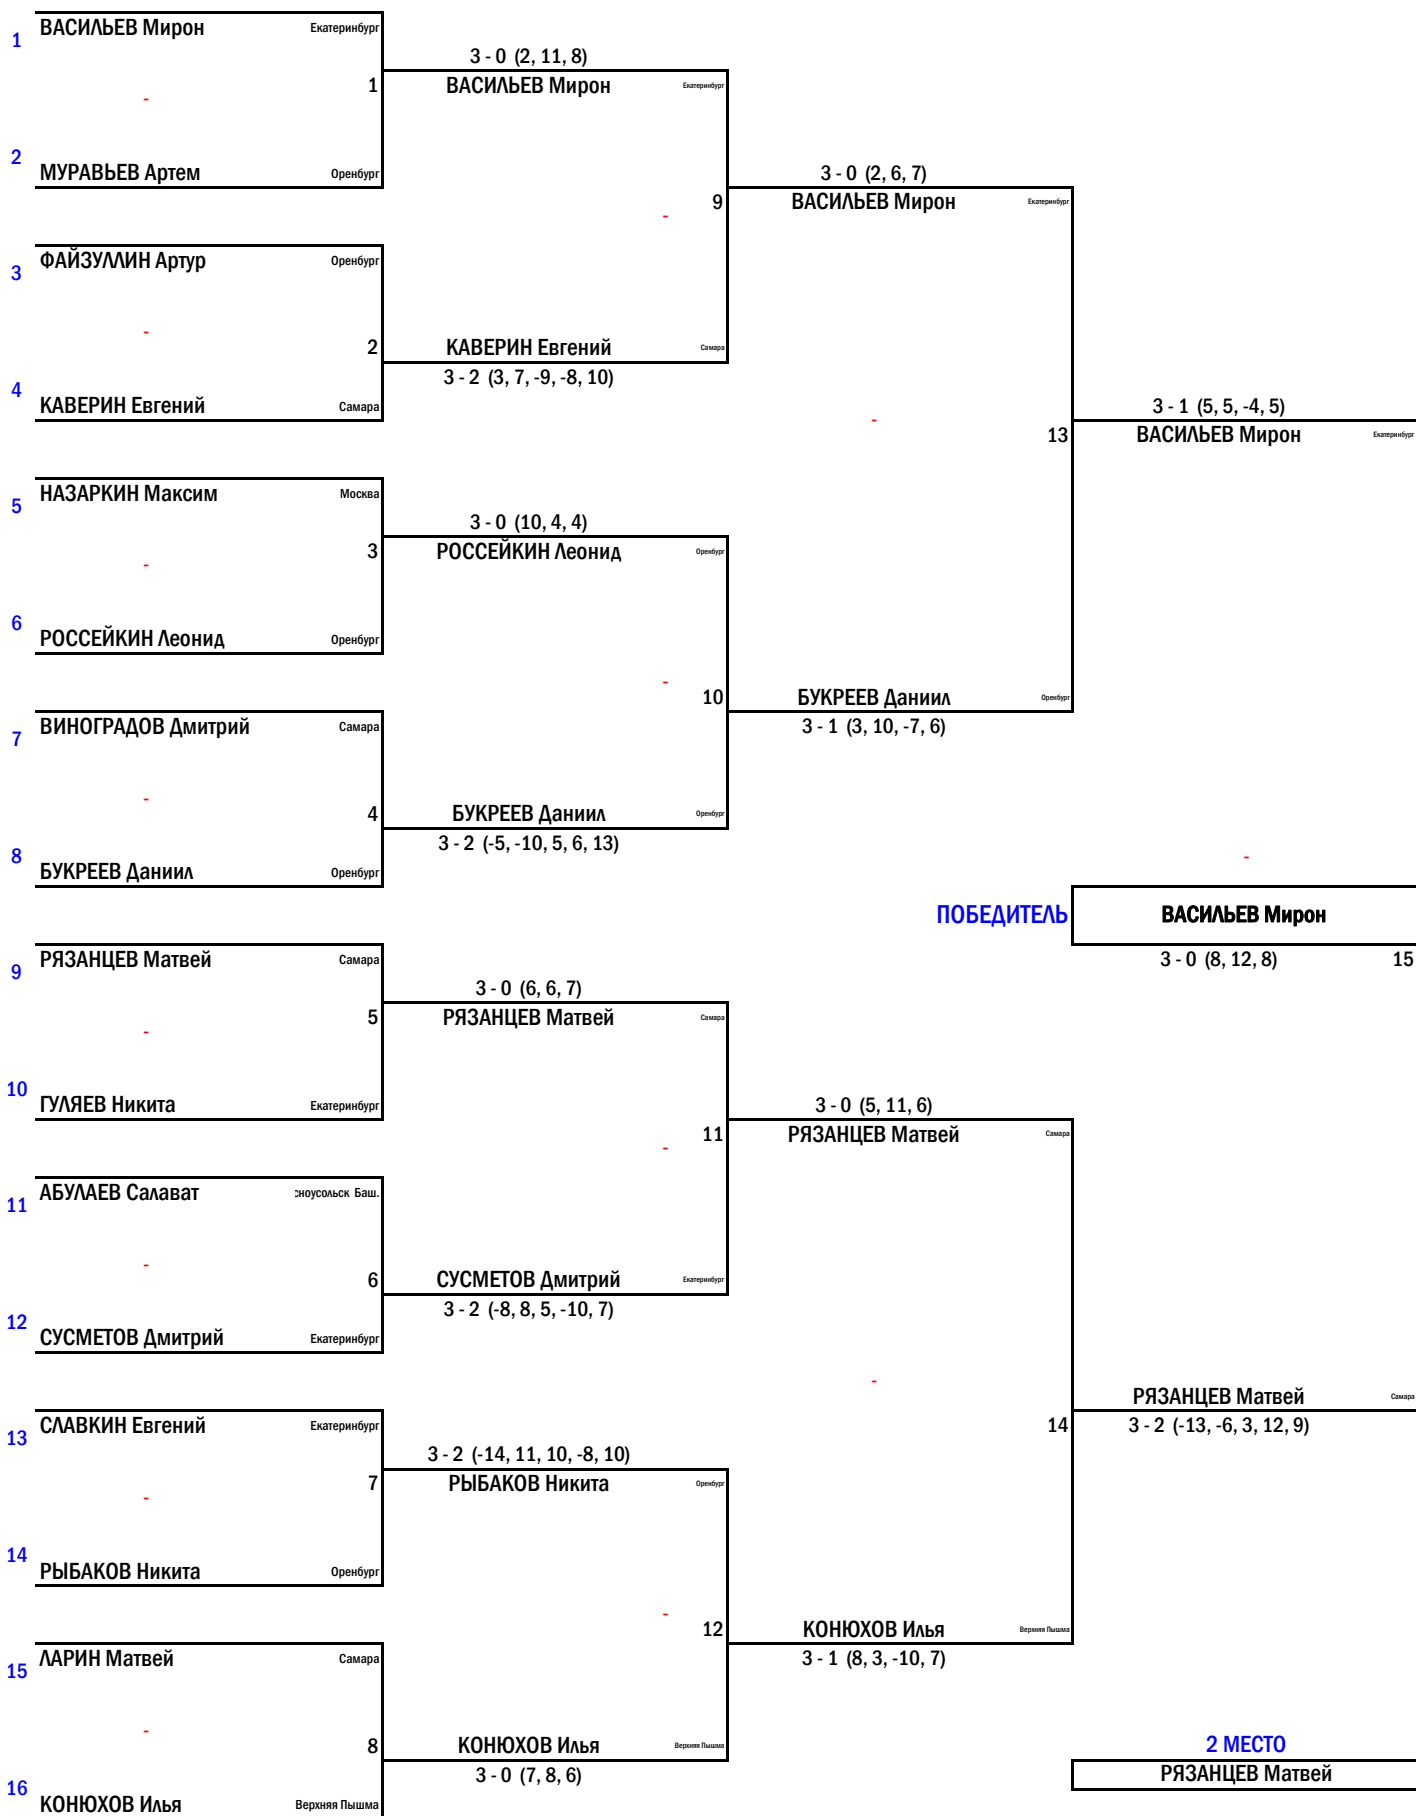 1 ВАСИЛЬЕВ Мирон Екатеринбург
3 - 0 (2, 11, 8)
1 ВАСИЛЬЕВ Мирон Екатеринбург
-
2 МУРАВЬЕВ Артем Оренбург
3 - 0 (2, 6, 7)
9 ВАСИЛЬЕВ Мирон Екатеринбург
-
3 ФАЙЗУЛЛИН Артур Оренбург
-
2 КАВЕРИН Евгений Самара
3 - 2 (3, 7, -9, -8, 10)
4 КАВЕРИН Евгений Самара
3 - 1 (5, 5, -4, 5)
-
13 ВАСИЛЬЕВ Мирон Екатеринбург
5 НАЗАРКИН Максим Москва
3 - 0 (10, 4, 4)
3 РОССЕЙКИН Леонид Оренбург
-
6 РОССЕЙКИН Леонид Оренбург
-
10 БУКРЕЕВ Даниил Оренбург
3 - 1 (3, 10, -7, 6)
7 ВИНОГРАДОВ Дмитрий Самара
-
4 БУКРЕЕВ Даниил Оренбург
3 - 2 (-5, -10, 5, 6, 13)
8 БУКРЕЕВ Даниил Оренбург
-
ПОБЕДИТЕЛЬ ВАСИЛЬЕВ Мирон
3 - 0 (8, 12, 8) 15
9 РЯЗАНЦЕВ Матвей Самара
3 - 0 (6, 6, 7)
5 РЯЗАНЦЕВ Матвей Самара
-
10 ГУЛЯЕВ Никита Екатеринбург
3 - 0 (5, 11, 6)
11 РЯЗАНЦЕВ Матвей Самара
-
11 АБУЛАЕВ Салават сноусольск Баш.
-
6 СУСМЕТОВ Дмитрий Екатеринбург
3 - 2 (-8, 8, 5, -10, 7)
12 СУСМЕТОВ Дмитрий Екатеринбург
-
РЯЗАНЦЕВ Матвей Самара
14 3 - 2 (-13, -6, 3, 12, 9)
13 СЛАВКИН Евгений Екатеринбург
3 - 2 (-14, 11, 10, -8, 10)
7 РЫБАКОВ Никита Оренбург
-
14 РЫБАКОВ Никита Оренбург
-
12 КОНЮХОВ Илья Верхняя Пышма
3 - 1 (8, 3, -10, 7)
15 ЛАРИН Матвей Самара
-
8 КОНЮХОВ Илья Верхняя Пышма
3 - 0 (7, 8, 6)
2 МЕСТО
РЯЗАНЦЕВ Матвей
16 КОНЮХОВ Илья Верхняя Пышма